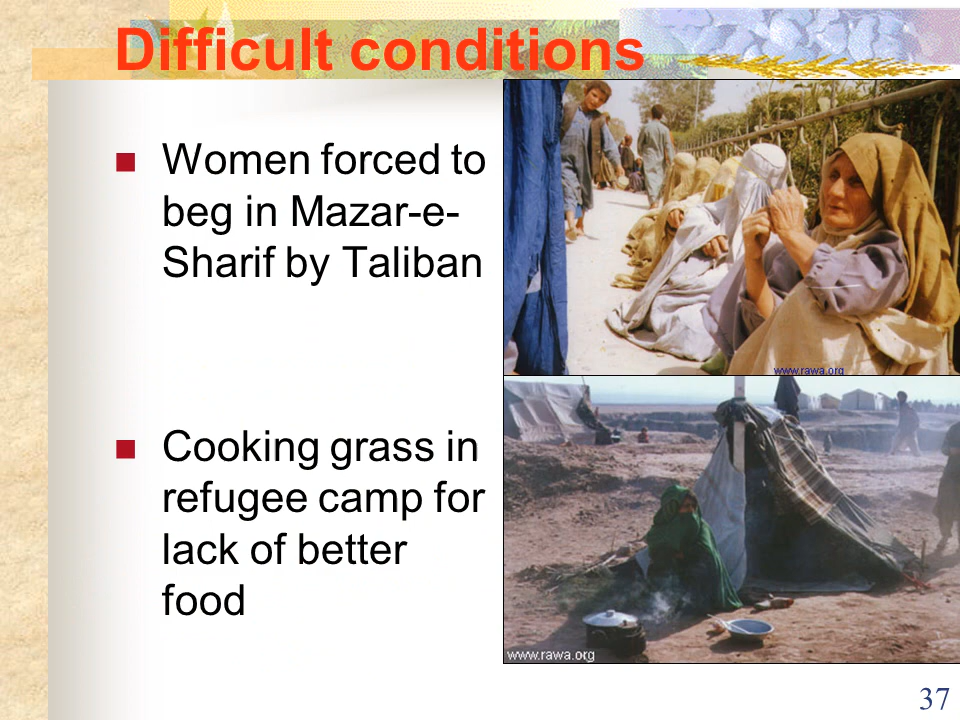 Difficult conditions
Women forced to
beg in Mazar-e-
Sharif by Taliban
www.rawa.org
Cooking grass in
refugee camp for
lack of better
food
www.rawa.org
37